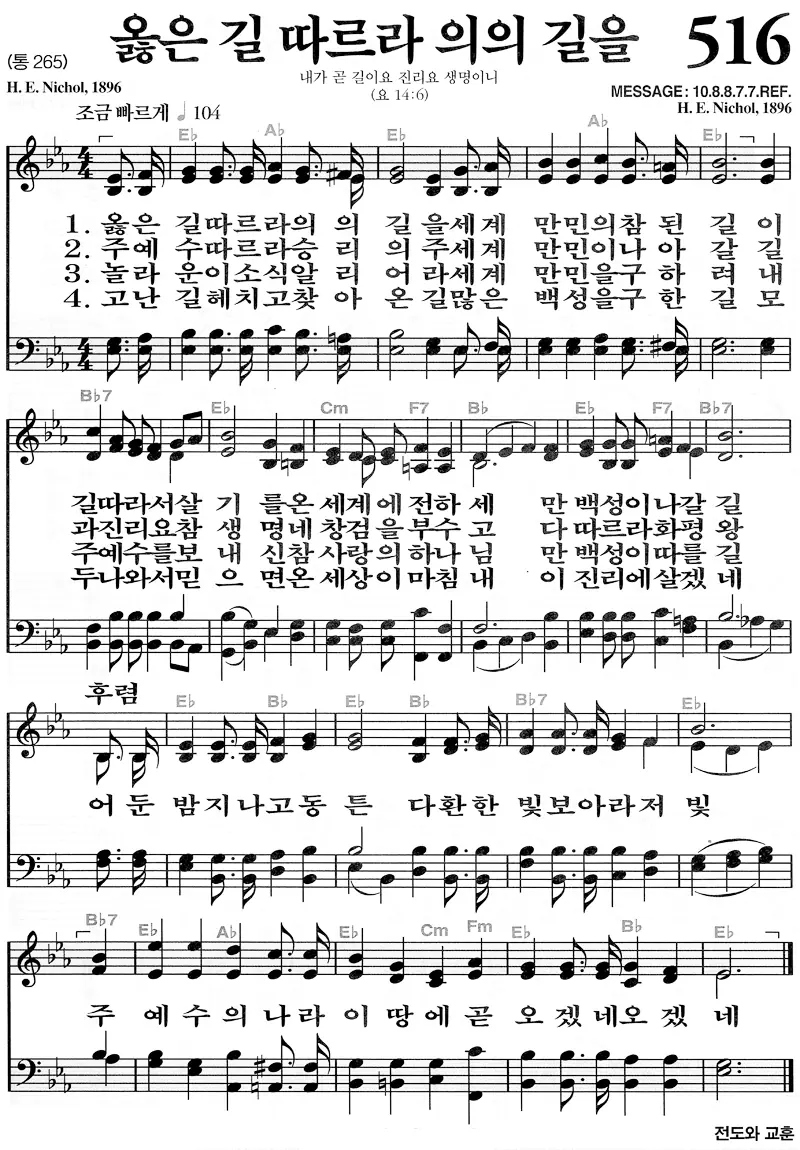 옳은 길 따르라 의의 길을 516
(통 265)
내가 곧 길이요 진리요 생명이니
(요 14:6)
H. E. Nichol, 1896
MESSAGE: 10.8.8.7.7.REF.
H. E. Nichol, 1896
조금 빠르게 ♩ 104
E♭ A♭ E♭ A♭ E♭
1. 옳은 길따르라의 의 길 을세계 만민의참 된 길 이
2. 주예 수따르라승 리 의 주세계 만민이나 아 갈 길
3. 놀라 운이소식알 리 어 라세계 만민을구 하 려 내
4. 고난 길헤치고찾 아 온 길많은 백성을구 한 길 모
B♭7 E♭ Cm F7 B♭ E♭ F7 B♭7
길따라서살 기 를온 세계에전하 세 만 백성이나갈 길
과진리요참 생 명네 창검을부수 고 다 따르라화평 왕
주예수를보 내 신참 사랑의하나 님 만 백성이따를 길
두나와서믿 으 면온 세상이마침 내 이 진리에살겠 네
후렴
E♭ B♭ E♭ B♭ B♭7 E♭
어 둔 밤 지 나 고 동 튼 다 환 한 빛 보 아 라 저 빛
B♭7 E♭ A♭ E♭ Cm Fm E♭ B♭ E♭
주 예 수 의 나 라 이 땅 에 곧 오 겠 네 오 겠 네
전도와 교훈